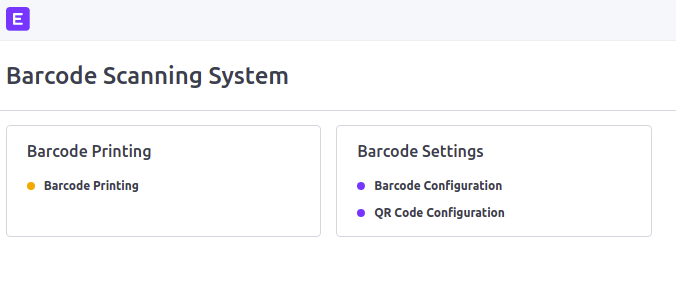 E
Barcode Scanning System
Barcode Printing
Barcode Printing
Barcode Settings
Barcode Configuration
QR Code Configuration